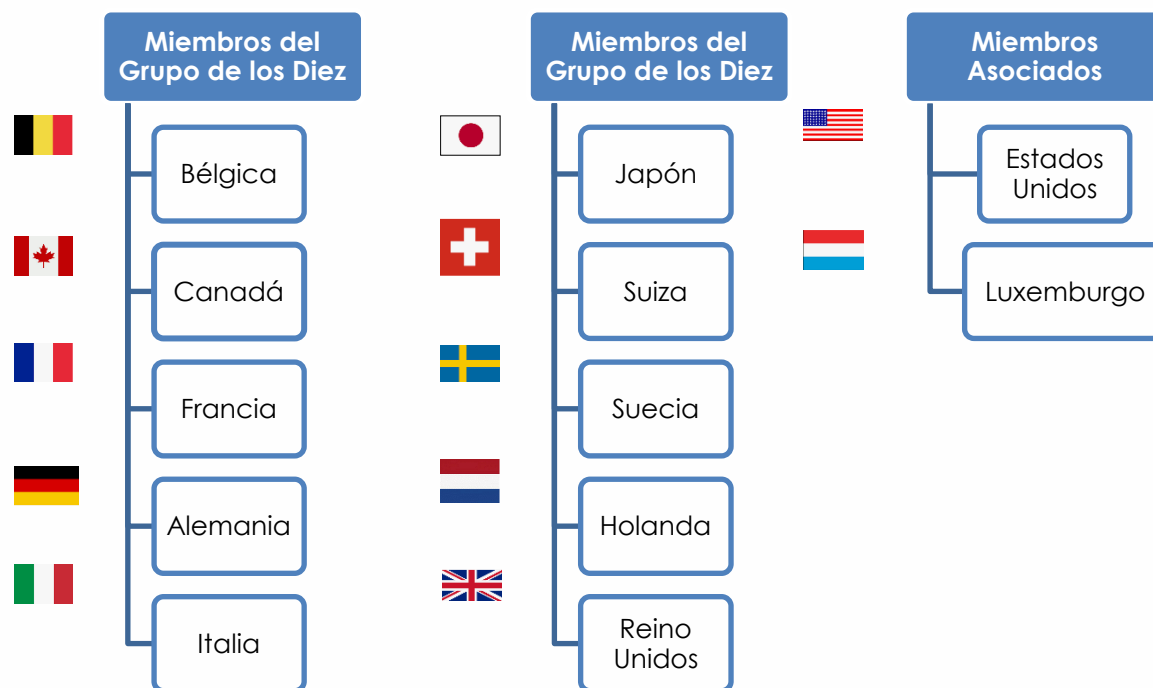 Miembros del
Grupo de los Diez
Bélgica
Canadá
Francia
Alemania
Italia
Miembros del
Grupo de los Diez
Japón
Suiza
Suecia
Holanda
Reino
Unidos
Miembros
Asociados
Estados
Unidos
Luxemburgo